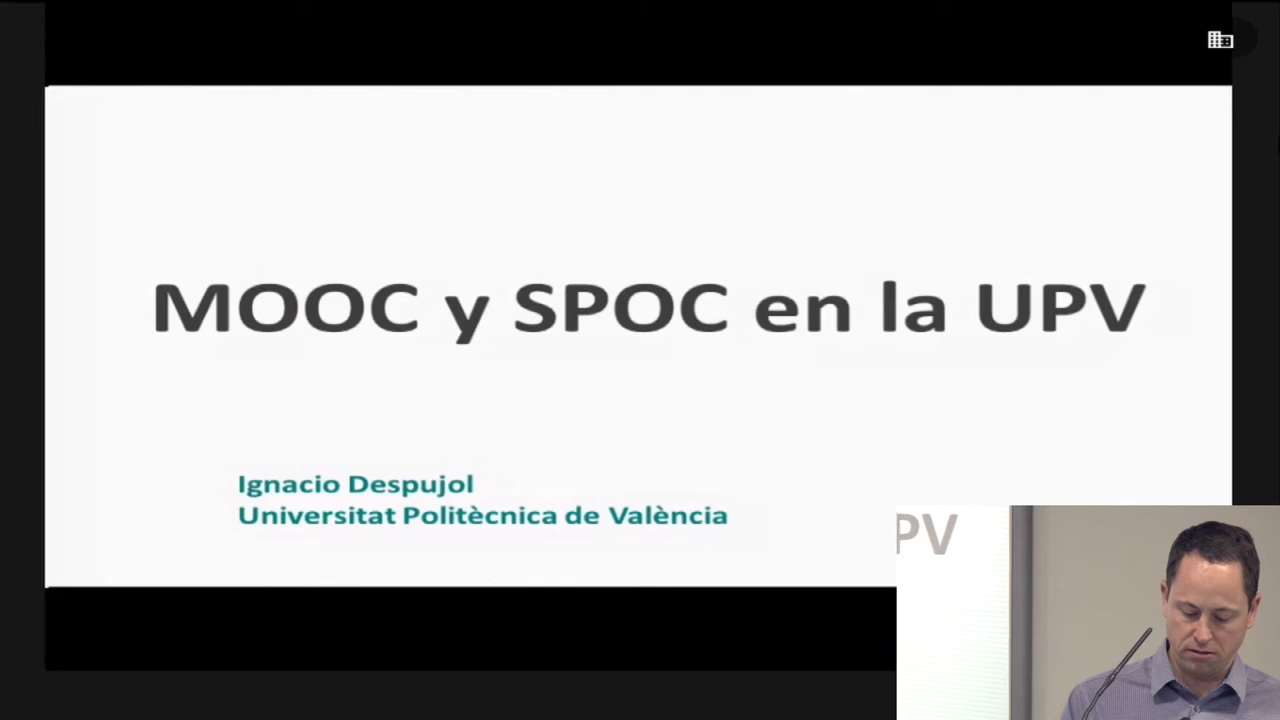 MOOC y SPOC en la UPV
Ignacio Despujol
Universitat Politècnica de València
PV